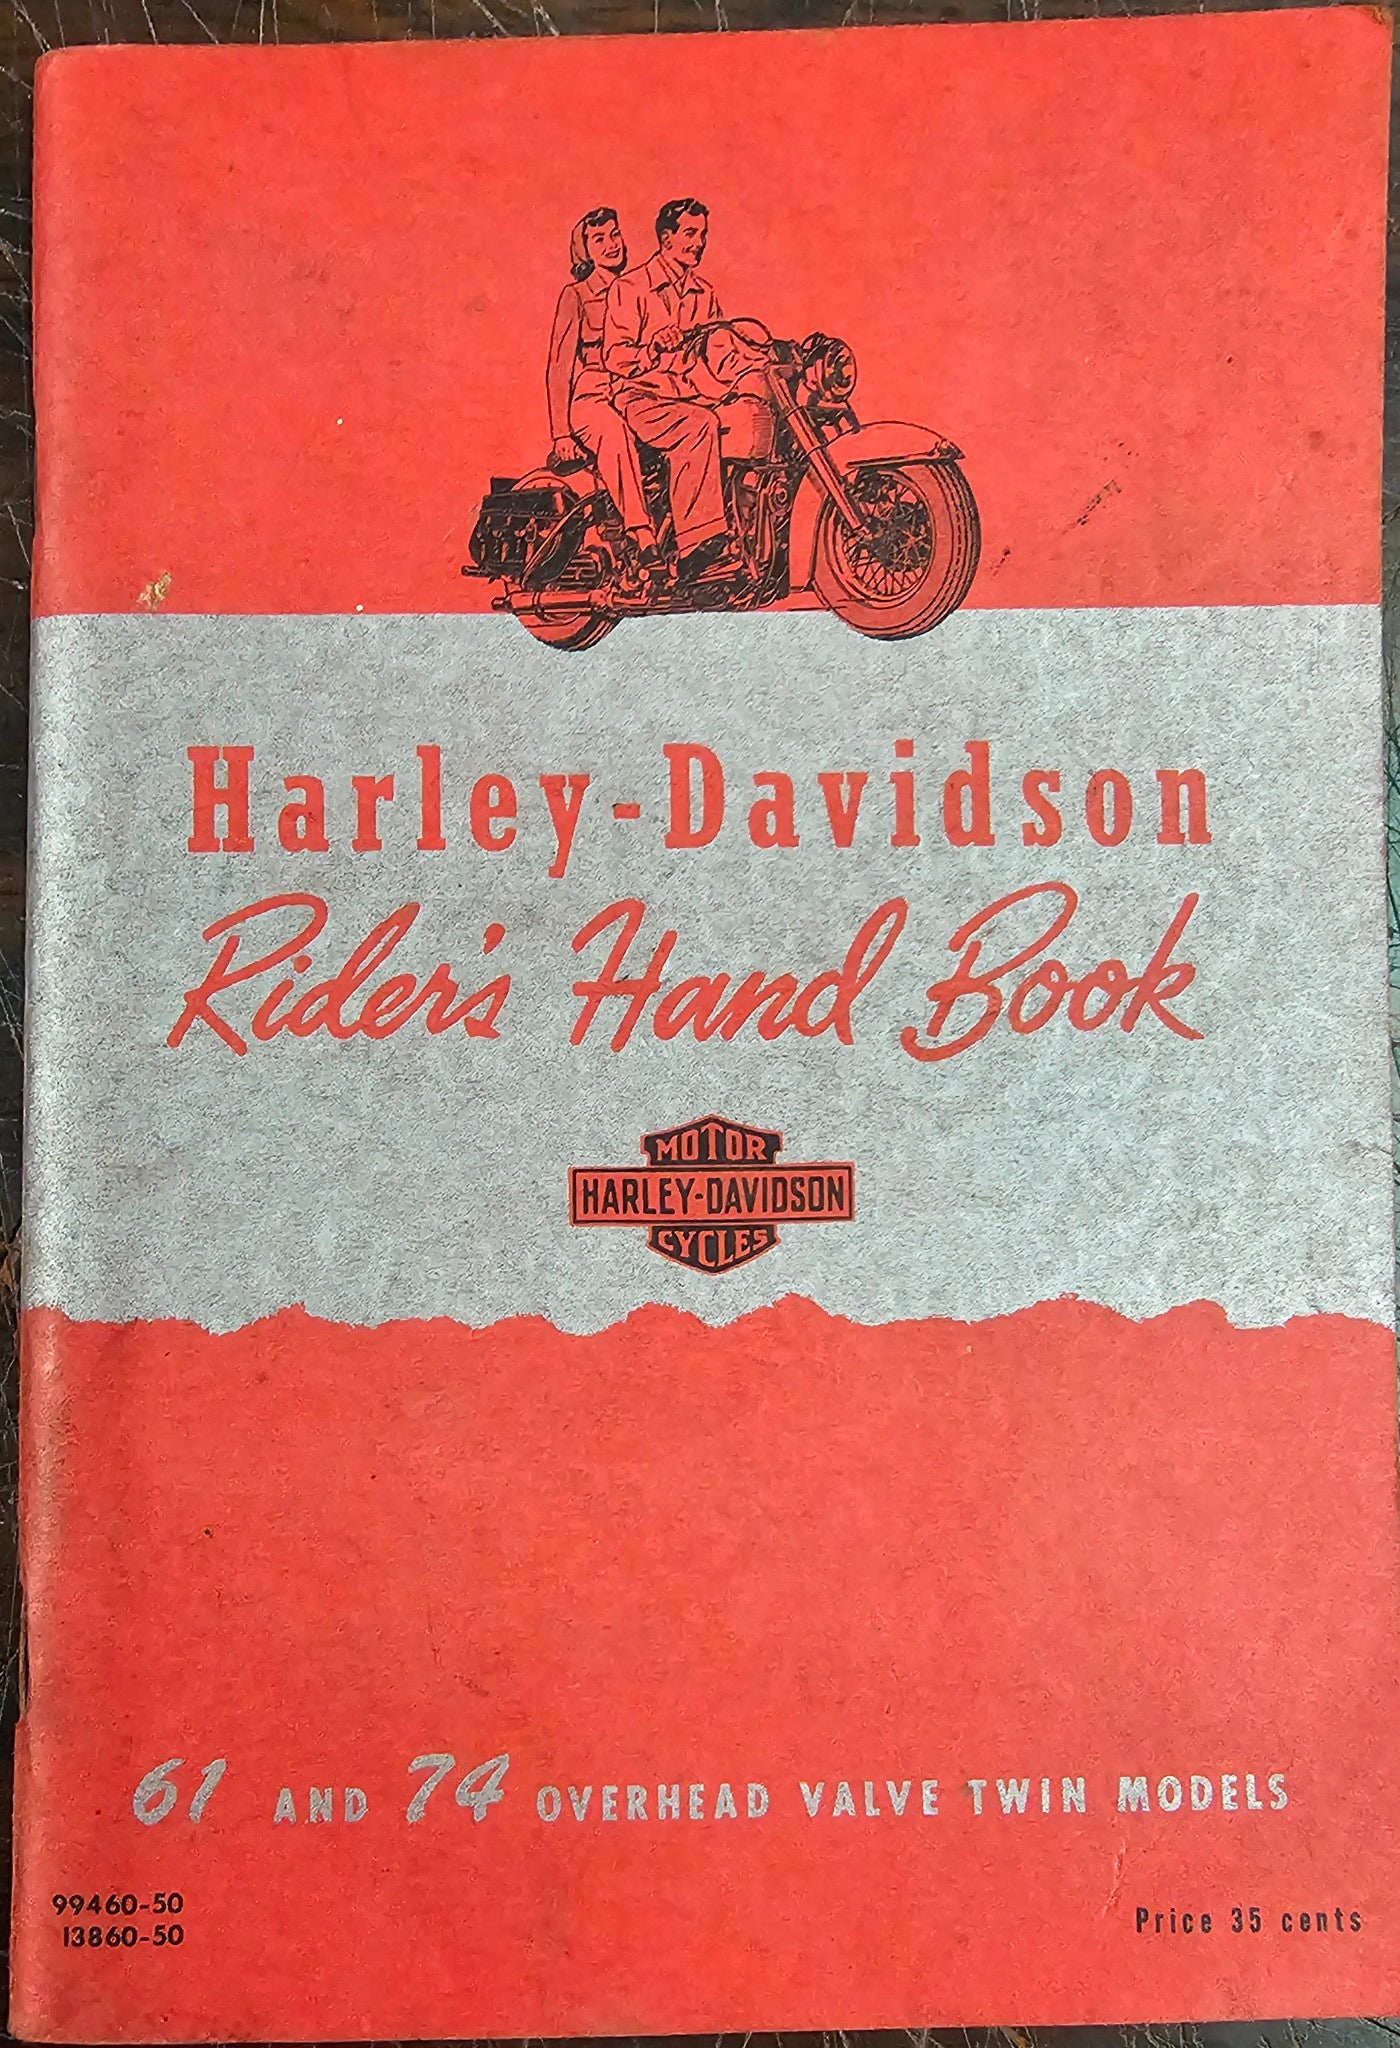 Harley-Davidson
Rider's Hand Book
MOTOR
HARLEY-DAVIDSON
CYCLES
61 AND 74 OVERHEAD VALVE TWIN MODELS
99460-50
13860-50
Price 35 cents